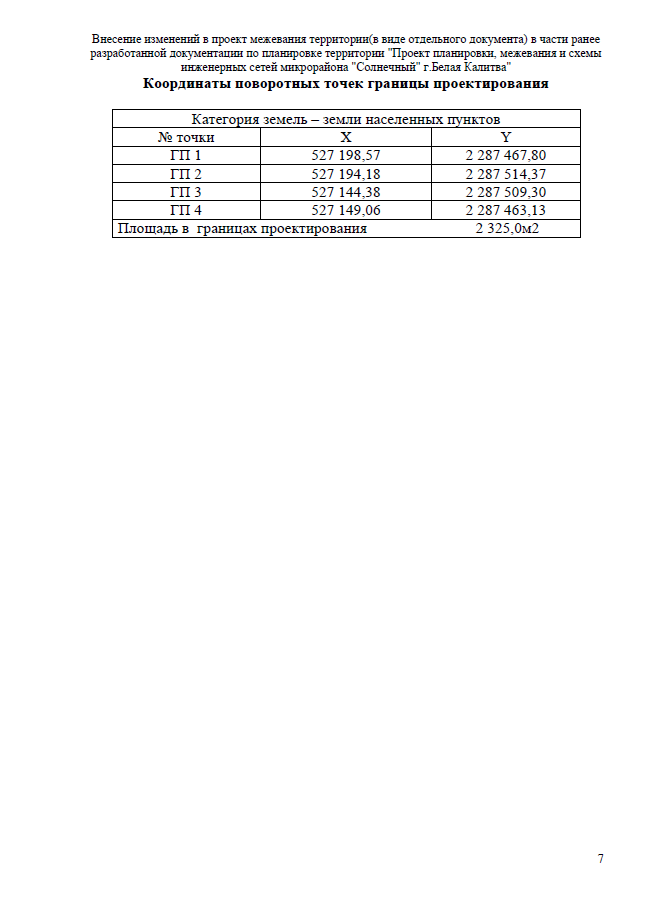 Внесение изменений в проект межевания территории(в виде отдельного документа) в части ранее
разработанной документации по планировке территории "Проект планировки, межевания и схемы
инженерных сетей микрорайона "Солнечный" г.Белая Калитва"
Координаты поворотных точек границы проектирования
Категория земель – земли населенных пунктов
№ точки X Y
ГП 1 527 198,57 2 287 467,80
ГП 2 527 194,18 2 287 514,37
ГП 3 527 144,38 2 287 509,30
ГП 4 527 149,06 2 287 463,13
Площадь в границах проектирования 2 325,0м2
7